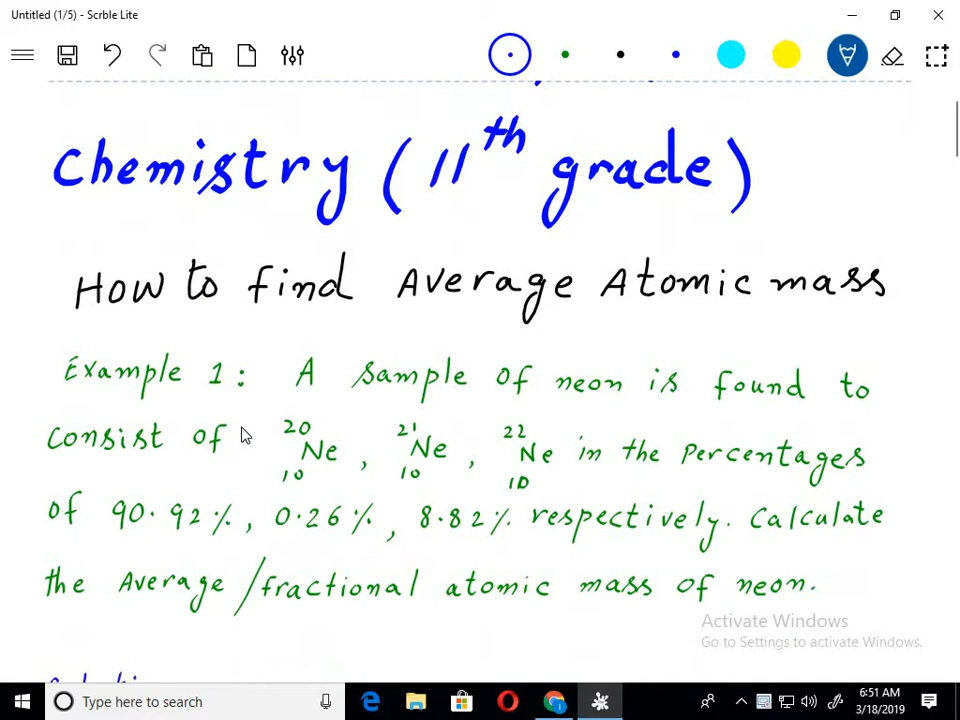 Untitled (1/5) - Scrble Lite
Chemistry (11th grade)
How to find Average Atomic mass
Example 1: A sample of neon is found to
consist of ²⁰₁₀Ne, ²¹₁₀Ne, ²²₁₀Ne in the percentages
of 90.92%, 0.26%, 8.82% respectively. Calculate
the Average/fractional atomic mass of neon.
Activate Windows
Go to Settings to activate Windows.
Type here to search
6:51 AM
3/18/2019